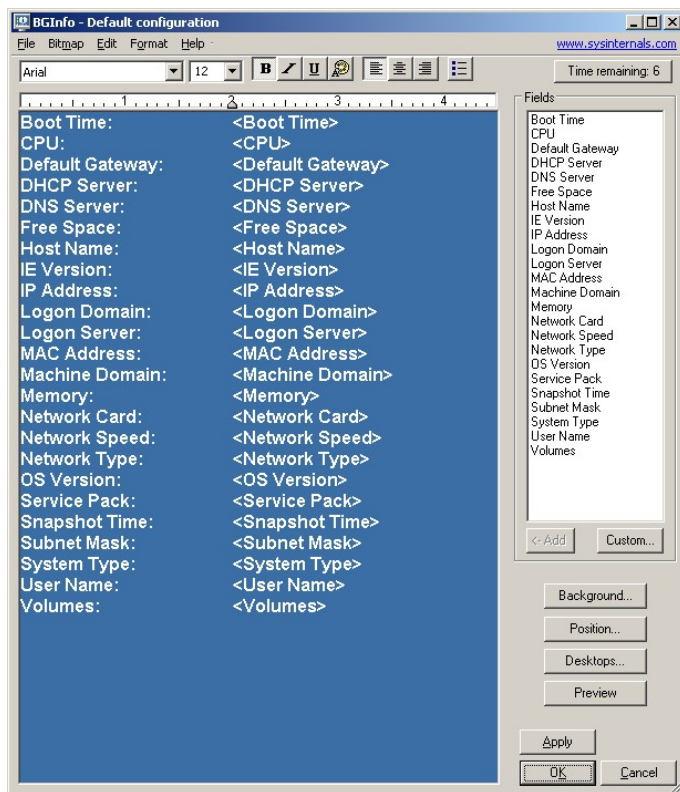 BGInfo - Default configuration
File Bitmap Edit Format Help
www.sysinternals.com
Arial 12 B I U
Time remaining: 6
1 2 3 4
Boot Time: <Boot Time>
CPU: <CPU>
Default Gateway: <Default Gateway>
DHCP Server: <DHCP Server>
DNS Server: <DNS Server>
Free Space: <Free Space>
Host Name: <Host Name>
IE Version: <IE Version>
IP Address: <IP Address>
Logon Domain: <Logon Domain>
Logon Server: <Logon Server>
MAC Address: <MAC Address>
Machine Domain: <Machine Domain>
Memory: <Memory>
Network Card: <Network Card>
Network Speed: <Network Speed>
Network Type: <Network Type>
OS Version: <OS Version>
Service Pack: <Service Pack>
Snapshot Time: <Snapshot Time>
Subnet Mask: <Subnet Mask>
System Type: <System Type>
User Name: <User Name>
Volumes: <Volumes>
Fields
Boot Time
CPU
Default Gateway
DHCP Server
DNS Server
Free Space
Host Name
IE Version
IP Address
Logon Domain
Logon Server
MAC Address
Machine Domain
Memory
Network Card
Network Speed
Network Type
OS Version
Service Pack
Snapshot Time
Subnet Mask
System Type
User Name
Volumes
<- Add Custom...
Background...
Position...
Desktops...
Preview
Apply
OK Cancel